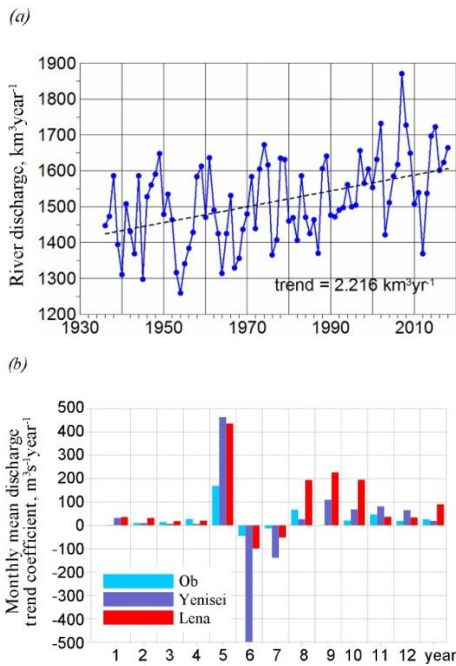 (a)
River discharge, km³year⁻¹
1900
1800
1700
1600
1500
1400
1300
1200
trend = 2.216 km³yr⁻¹
1930 1950 1970 1990 2010
(b)
Monthly mean discharge
trend coefficient, m³s⁻¹year⁻¹
500
400
300
200
100
0
-100
-200
-300
-400
-500
Ob
Yenisei
Lena
1 2 3 4 5 6 7 8 9 10 11 12 year